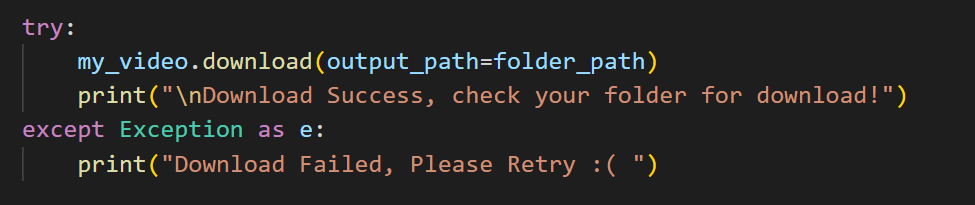 try:
    my_video.download(output_path=folder_path)
    print("\nDownload Success, check your folder for download!")
except Exception as e:
    print("Download Failed, Please Retry :( ")